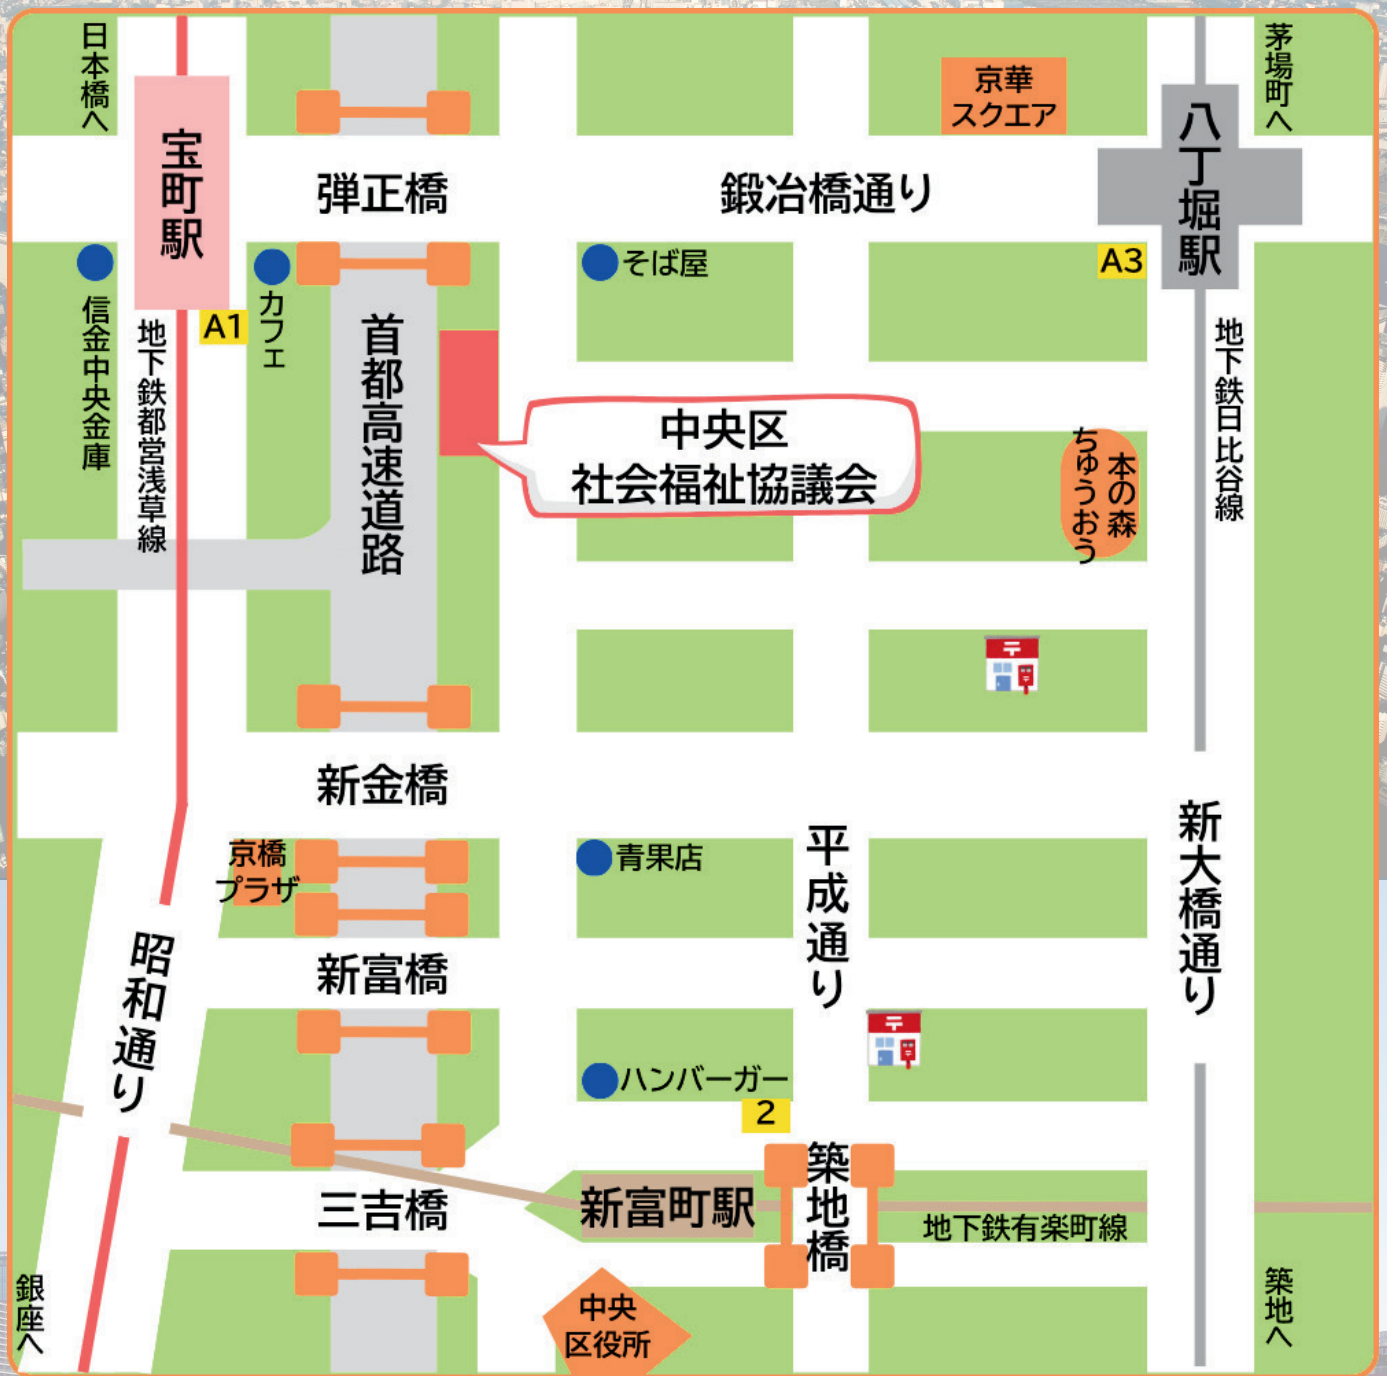 日本橋へ
宝町駅
弾正橋
鍛冶橋通り
京華
スクエア
八丁堀駅
茅場町へ
信金中央金庫
地下鉄都営浅草線
A1
カフェ
首都高速道路
そば屋
A3
地下鉄日比谷線
中央区
社会福祉協議会
本の森
ちゅうおう
〒
新金橋
京橋
プラザ
青果店
平成通り
新大橋通り
昭和通り
新富橋
〒
ハンバーガー
2
三吉橋
新富町駅
築地橋
地下鉄有楽町線
銀座へ
中央
区役所
築地へ